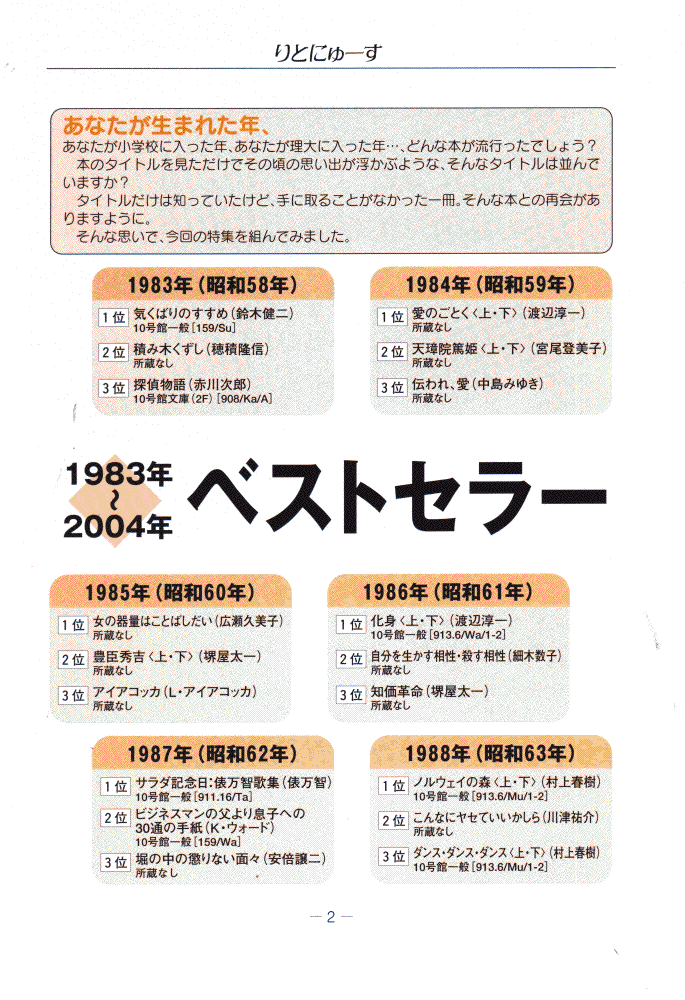 りとにゅーす
あなたが生まれた年、
あなたが小学校に入った年、あなたが理大に入った年…、どんな本が流行ったでしょう？
本のタイトルを見ただけでその頃の思い出が浮かぶような、そんなタイトルは並んで
いますか？
タイトルだけは知っていたけど、手に取ることがなかった一冊。そんな本との再会があ
りますように。
そんな思いで、今回の特集を組んでみました。
1983年（昭和58年）
1位 気くばりのすすめ（鈴木健二）
10号館一般［159/Su］
2位 積み木くずし（穂積隆信）
所蔵なし
3位 探偵物語（赤川次郎）
10号館文庫（2F）［908/Ka/A］
1984年（昭和59年）
1位 愛のごとく〈上・下〉（渡辺淳一）
所蔵なし
2位 天璋院篤姫〈上・下〉（宮尾登美子）
所蔵なし
3位 伝われ、愛（中島みゆき）
所蔵なし
1983年
～
2004年
ベストセラー
1985年（昭和60年）
1位 女の器量はことばしだい（広瀬久美子）
所蔵なし
2位 豊臣秀吉〈上・下〉（堺屋太一）
所蔵なし
3位 アイアコッカ（L・アイアコッカ）
所蔵なし
1986年（昭和61年）
1位 化身〈上・下〉（渡辺淳一）
10号館一般［913.6/Wa/1-2］
2位 自分を生かす相性・殺す相性（細木数子）
所蔵なし
3位 知価革命（堺屋太一）
所蔵なし
1987年（昭和62年）
1位 サラダ記念日：俵万智歌集（俵万智）
10号館一般［911.16/Ta］
2位 ビジネスマンの父より息子への
30通の手紙（K・ウォード）
10号館一般［159/Wa］
3位 堀の中の懲りない面々（安倍譲二）
所蔵なし
1988年（昭和63年）
1位 ノルウェイの森〈上・下〉（村上春樹）
10号館一般［913.6/Mu/1-2］
2位 こんなにヤセていいかしら（川津祐介）
所蔵なし
3位 ダンス・ダンス・ダンス〈上・下〉（村上春樹）
10号館一般［913.6/Mu/1-2］
― 2 ―